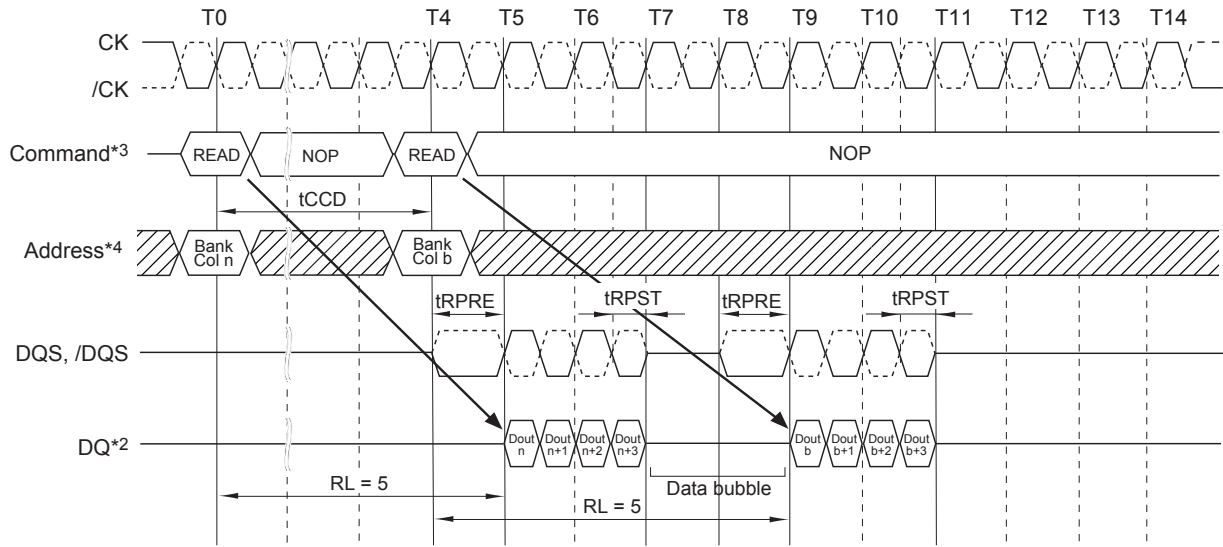 T0 T4 T5 T6 T7 T8 T9 T10 T11 T12 T13 T14
CK
/CK
Command*3 READ NOP READ NOP
tCCD
Address*4 Bank Col n Bank Col b
tRPRE tRPST tRPRE tRPST
DQS, /DQS
DQ*2 Dout n Dout n+1 Dout n+2 Dout n+3 Dout b Dout b+1 Dout b+2 Dout b+3
RL = 5 Data bubble
RL = 5